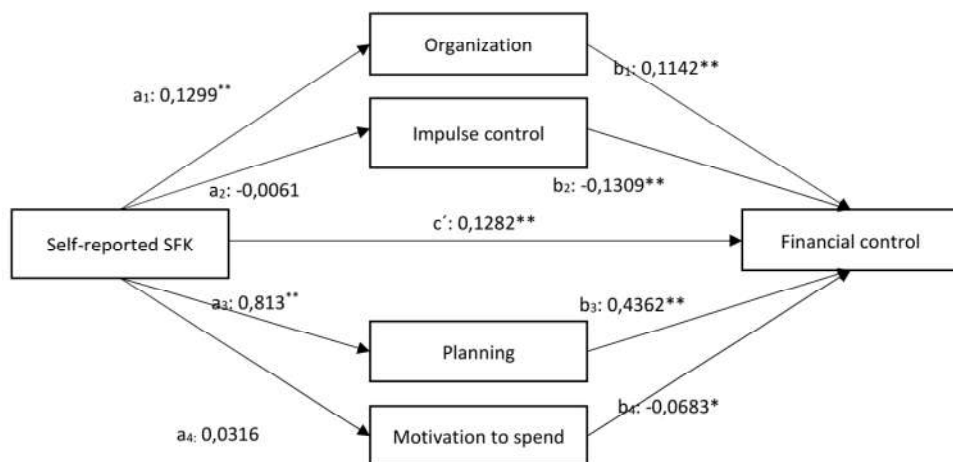 Organization
b₁: 0,1142**
a₁: 0,1299**
Impulse control
a₂: -0,0061
b₂: -0,1309**
c´: 0,1282**
Self-reported SFK
Financial control
a₃: 0,813**
b₃: 0,4362**
Planning
b₄: -0,0683*
a₄: 0,0316
Motivation to spend